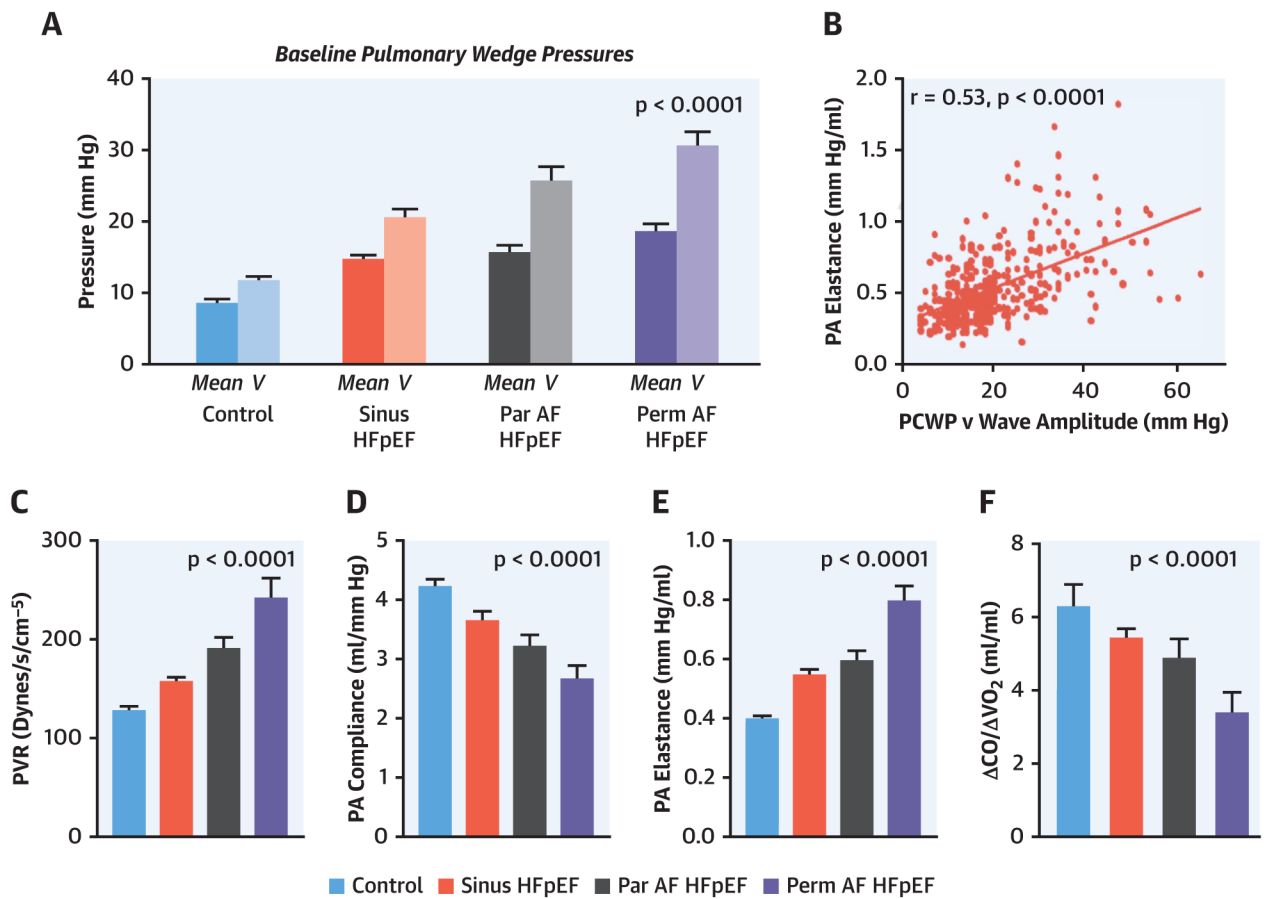 A
Baseline Pulmonary Wedge Pressures
Pressure (mm Hg)
40
30
20
10
0
p < 0.0001
Mean V Mean V Mean V Mean V
Control Sinus HFpEF Par AF HFpEF Perm AF HFpEF
B
PA Elastance (mm Hg/ml)
2.0
1.5
1.0
0.5
0.0
r = 0.53, p < 0.0001
0 20 40 60
PCWP v Wave Amplitude (mm Hg)
C
PVR (Dynes/s/cm⁻⁵)
300
200
100
0
p < 0.0001
D
PA Compliance (ml/mm Hg)
5
4
3
2
1
0
p < 0.0001
E
PA Elastance (mm Hg/ml)
1.0
0.8
0.6
0.4
0.2
0.0
p < 0.0001
F
ΔCO/ΔVO₂ (ml/ml)
8
6
4
2
0
p < 0.0001
Control Sinus HFpEF Par AF HFpEF Perm AF HFpEF